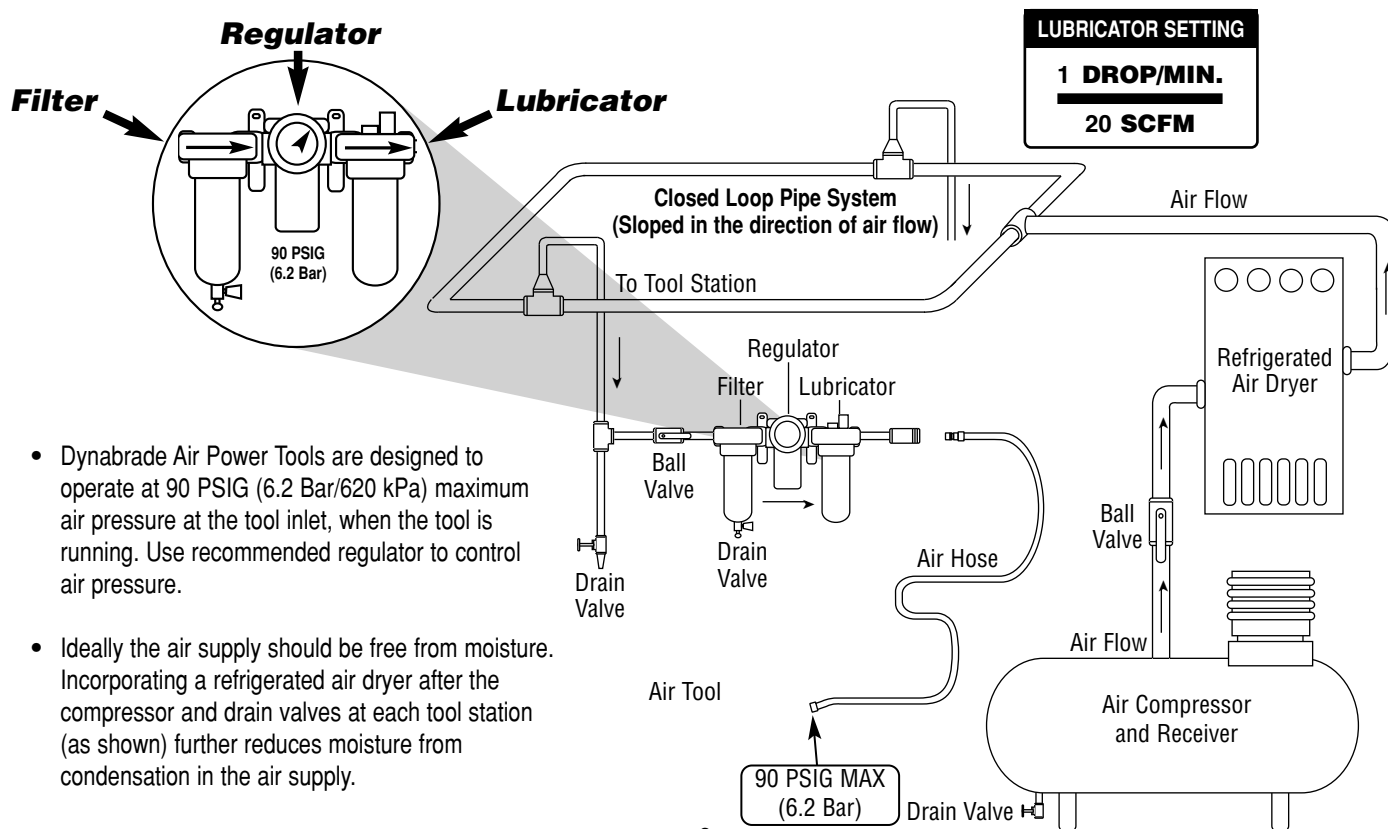 Regulator
Filter
Lubricator
90 PSIG
(6.2 Bar)
LUBRICATOR SETTING
1 DROP/MIN.
20 SCFM
Closed Loop Pipe System
(Sloped in the direction of air flow)
Air Flow
To Tool Station
Refrigerated
Air Dryer
Regulator
Filter
Lubricator
Ball
Valve
Drain
Valve
Drain
Valve
Air Hose
Ball
Valve
Air Flow
Air Tool
Air Compressor
and Receiver
90 PSIG MAX
(6.2 Bar)
Drain Valve
• Dynabrade Air Power Tools are designed to
operate at 90 PSIG (6.2 Bar/620 kPa) maximum
air pressure at the tool inlet, when the tool is
running. Use recommended regulator to control
air pressure.
• Ideally the air supply should be free from moisture.
Incorporating a refrigerated air dryer after the
compressor and drain valves at each tool station
(as shown) further reduces moisture from
condensation in the air supply.